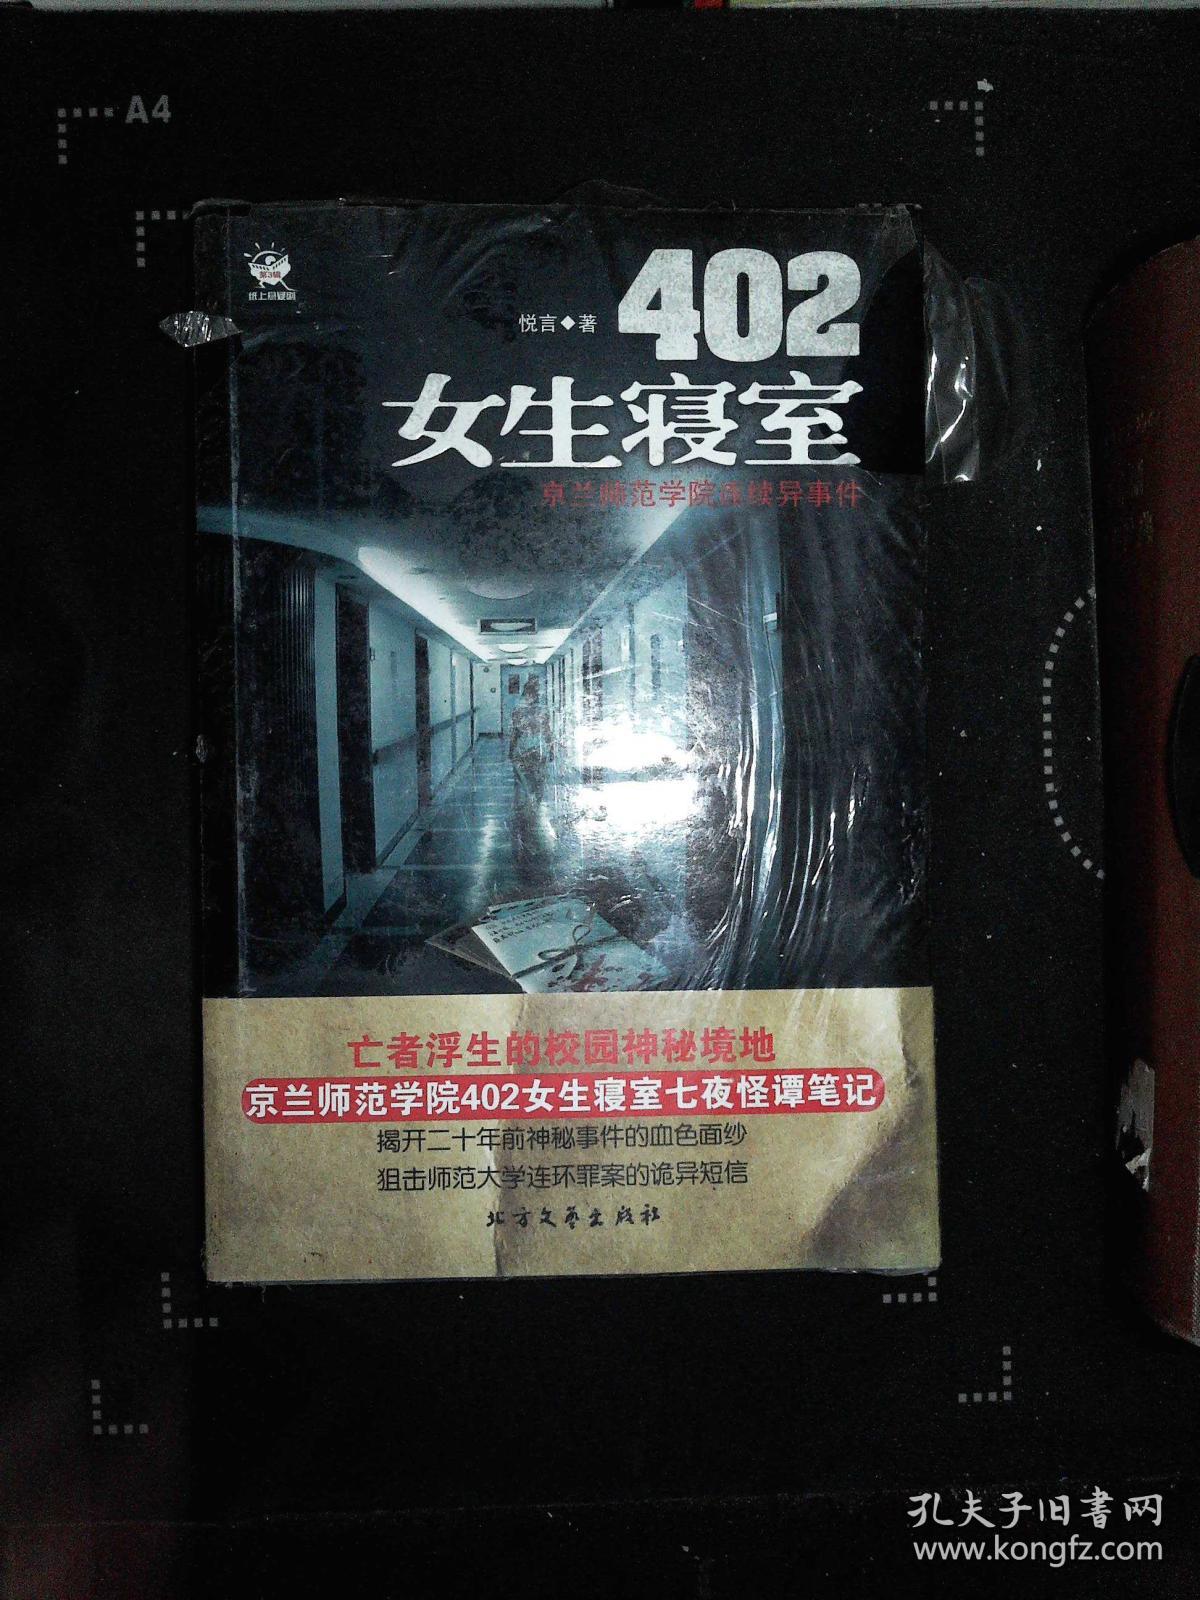 A4
第3辑
纸上悬疑剧
402
悦言◆著
女生寝室
京兰师范学院连续异事件
亡者浮生的校园神秘境地
京兰师范学院402女生寝室七夜怪谭笔记
揭开二十年前神秘事件的血色面纱
狙击师范大学连环罪案的诡异短信
北方文艺出版社
孔夫子旧书网
www.kongfz.com